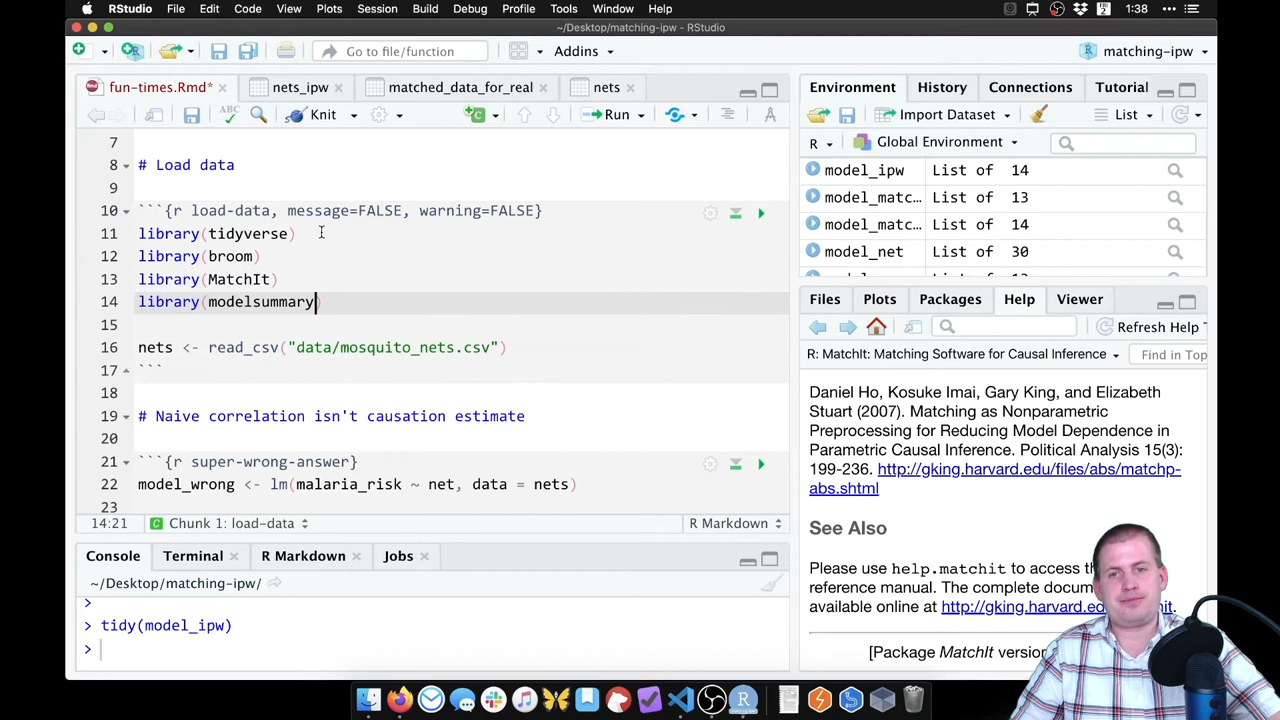 RStudio File Edit Code View Plots Session Build Debug Profile Tools Window Help 2 1:38
~/Desktop/matching-ipw - RStudio
Go to file/function Addins matching-ipw
fun-times.Rmd* nets_ipw matched_data_for_real nets
ABC Knit Run
7
8 # Load data
9
10 ```{r load-data, message=FALSE, warning=FALSE}
11 library(tidyverse)
12 library(broom)
13 library(MatchIt)
14 library(modelsummary)
15
16 nets <- read_csv("data/mosquito_nets.csv")
17 ```
18
19 # Naive correlation isn't causation estimate
20
21 ```{r super-wrong-answer}
22 model_wrong <- lm(malaria_risk ~ net, data = nets)
23
14:21 Chunk 1: load-data R Markdown
Console Terminal R Markdown Jobs
~/Desktop/matching-ipw/
>
> tidy(model_ipw)
>
Environment History Connections Tutorial
Import Dataset List
R Global Environment
model_ipw List of 14
model_matc… List of 13
model_matc… List of 14
model_net List of 30
Files Plots Packages Help Viewer
Refresh Help T
R: MatchIt: Matching Software for Causal Inference Find in Top
Daniel Ho, Kosuke Imai, Gary King, and Elizabeth
Stuart (2007). Matching as Nonparametric
Preprocessing for Reducing Model Dependence in
Parametric Causal Inference. Political Analysis 15(3):
199-236. http://gking.harvard.edu/files/abs/matchp-
abs.shtml
See Also
Please use help.matchit to access th
reference manual. The complete docum
available online at http://gking.harvard.ed it.
[Package MatchIt version